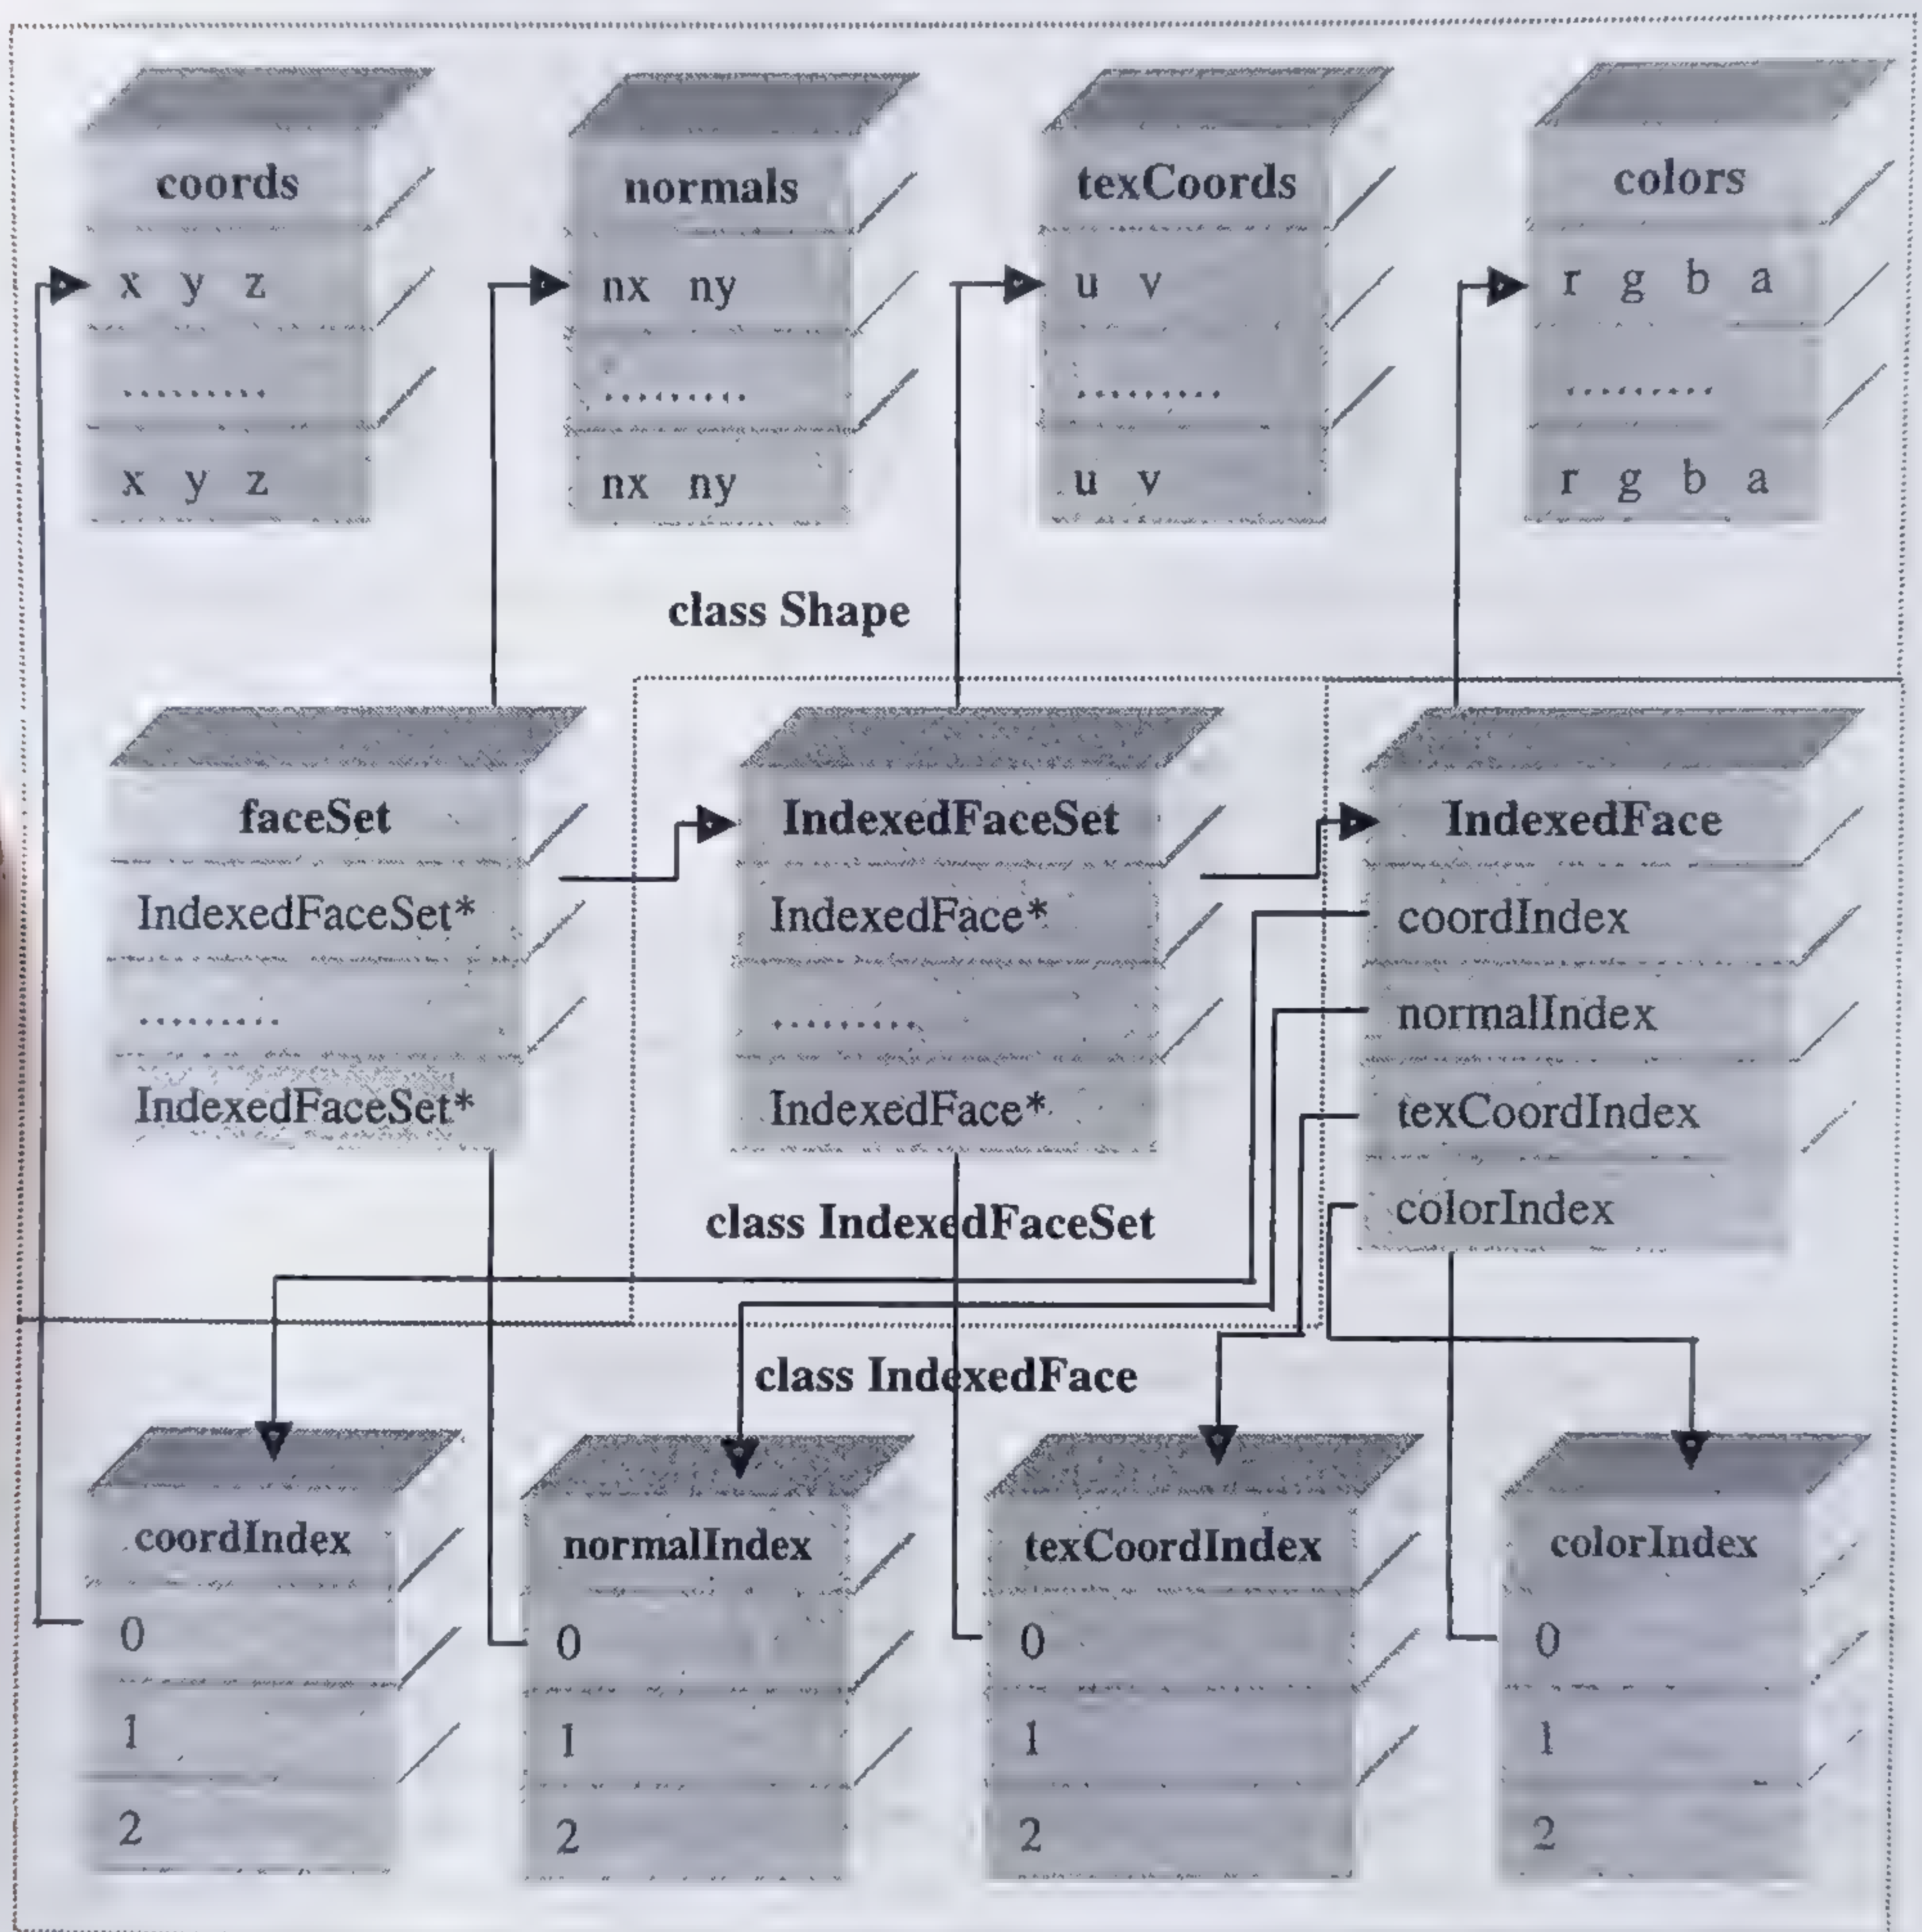 coords normals texCoords colors
x y z nx ny u v r g b a
......... ......... ......... .........
x y z nx ny u v r g b a
class Shape
faceSet IndexedFaceSet IndexedFace
IndexedFaceSet* IndexedFace* coordIndex
......... ......... normalIndex
IndexedFaceSet* IndexedFace* texCoordIndex
colorIndex
class IndexedFaceSet
class IndexedFace
coordIndex normalIndex texCoordIndex colorIndex
0 0 0 0
1 1 1 1
2 2 2 2